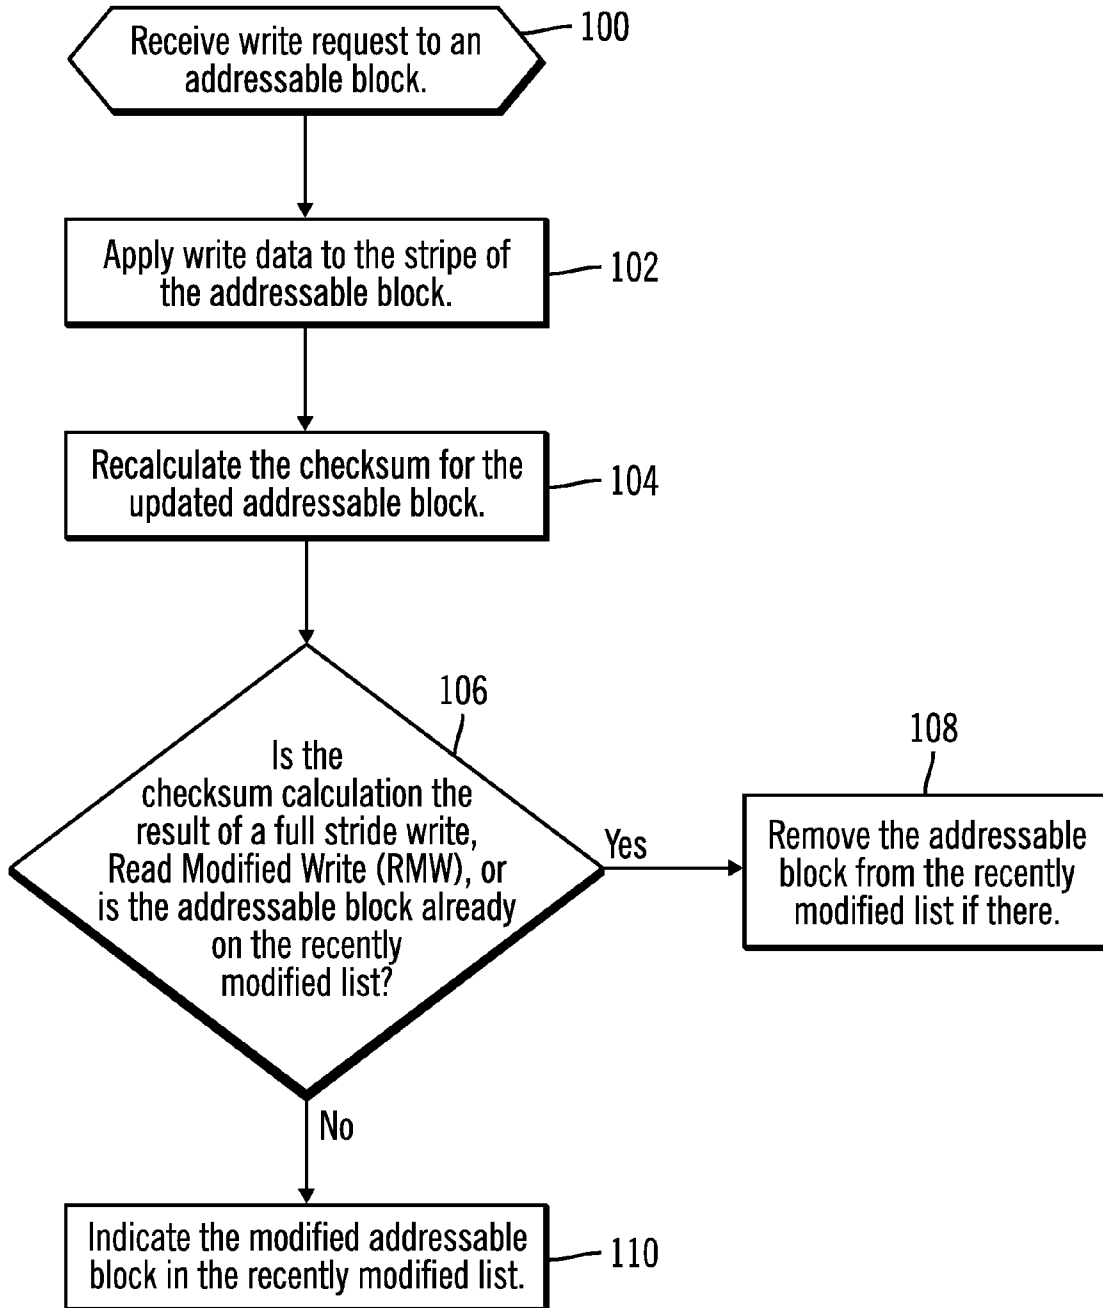 Receive write request to an
addressable block.
100
Apply write data to the stripe of
the addressable block.
102
Recalculate the checksum for the
updated addressable block.
104
106
Is the
checksum calculation the
result of a full stride write,
Read Modified Write (RMW), or
is the addressable block already
on the recently
modified list?
Yes
108
Remove the addressable
block from the recently
modified list if there.
No
Indicate the modified addressable
block in the recently modified list.
110